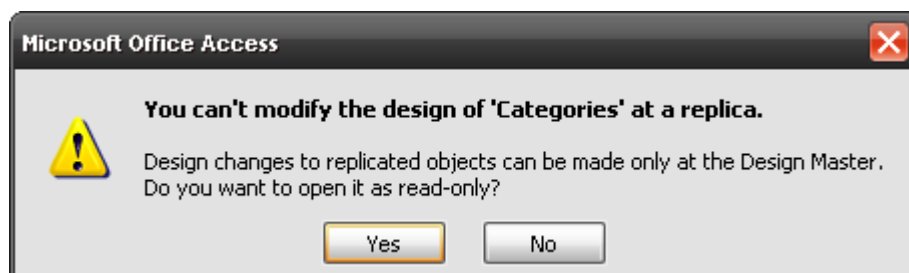 Microsoft Office Access
You can't modify the design of 'Categories' at a replica.
Design changes to replicated objects can be made only at the Design Master.
Do you want to open it as read-only?
Yes No